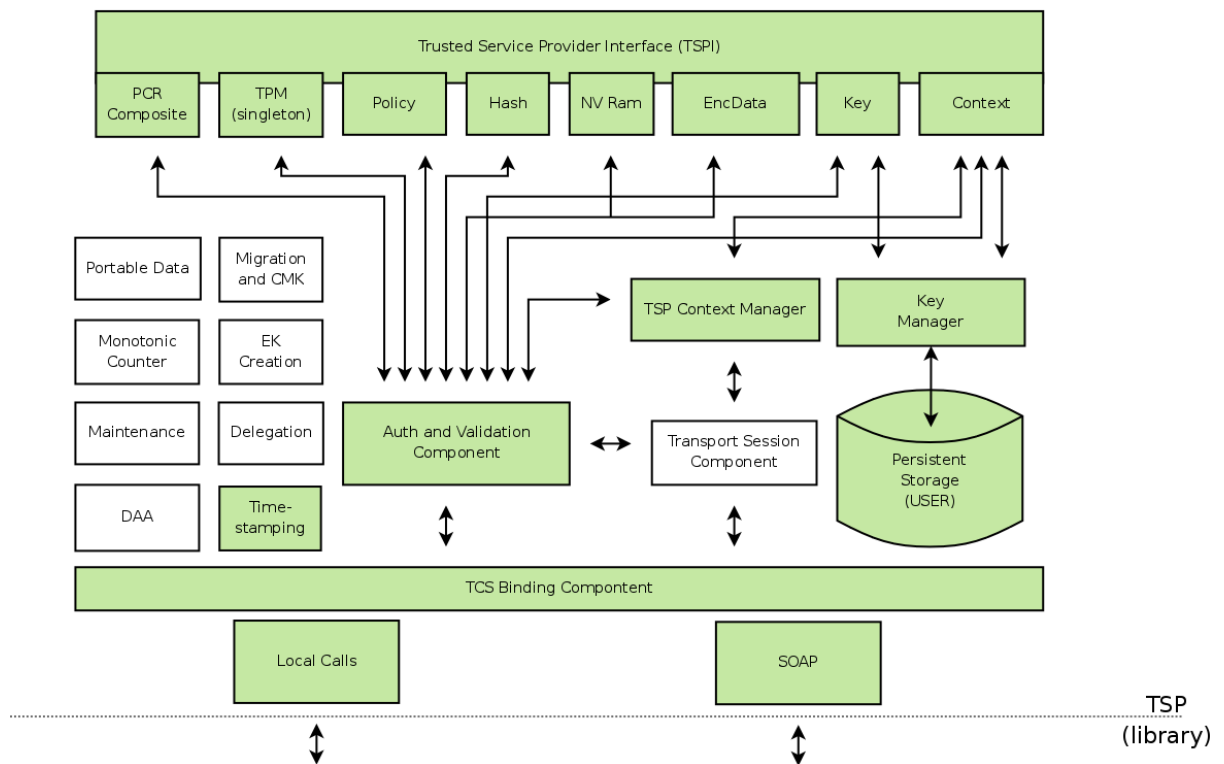 Trusted Service Provider Interface (TSPI)
PCR
Composite
TPM
(singleton)
Policy
Hash
NV Ram
EncData
Key
Context
Portable Data
Migration
and CMK
Monotonic
Counter
EK
Creation
Maintenance
Delegation
DAA
Time-
stamping
TSP Context Manager
Key
Manager
Auth and Validation
Component
Transport Session
Component
Persistent
Storage
(USER)
TCS Binding Compontent
Local Calls
SOAP
TSP
(library)